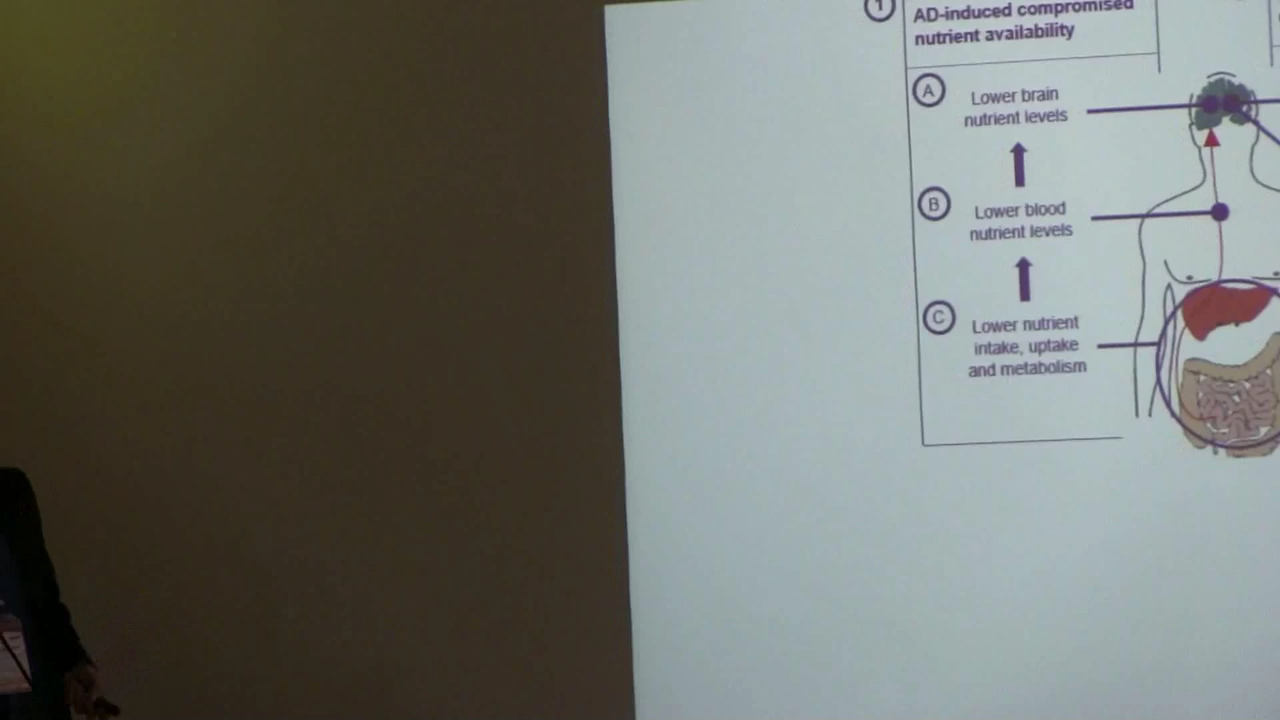 1
AD-induced compromised
nutrient availability
A
Lower brain
nutrient levels
B
Lower blood
nutrient levels
C
Lower nutrient
intake, uptake
and metabolism